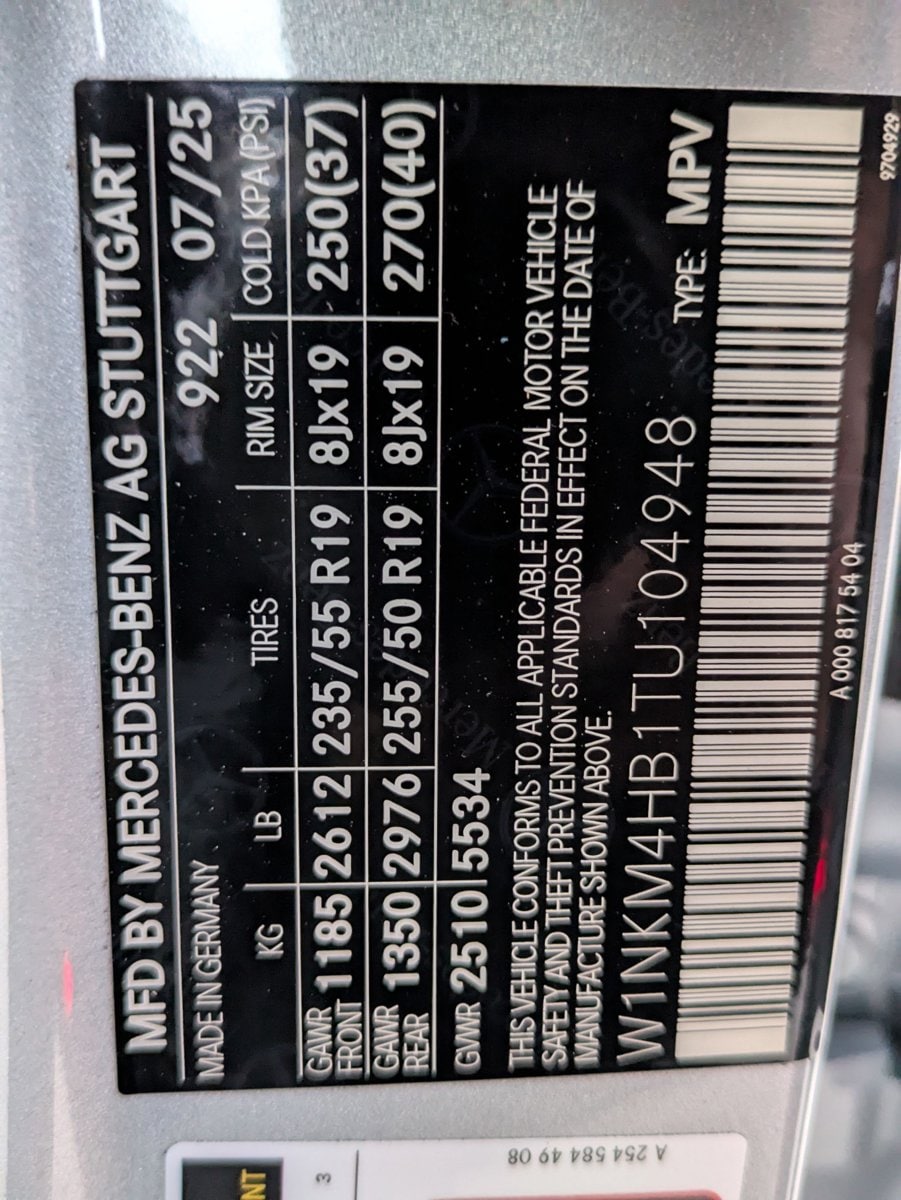 MFD BY MERCEDES-BENZ AG STUTTGART
MADE IN GERMANY 922 07/25
KG LB TIRES RIM SIZE COLD KPA (PSI)
GAWR FRONT 1185 2612 235/55 R19 8Jx19 250(37)
GAWR REAR 1350 2976 255/50 R19 8Jx19 270(40)
GVWR 2510 5534
THIS VEHICLE CONFORMS TO ALL APPLICABLE FEDERAL MOTOR VEHICLE
SAFETY AND THEFT PREVENTION STANDARDS IN EFFECT ON THE DATE OF
MANUFACTURE SHOWN ABOVE.
W1NKM4HB1TU104948 TYPE: MPV
A 000 817 54 04
9704929
NT
3
A 254 584 49 08